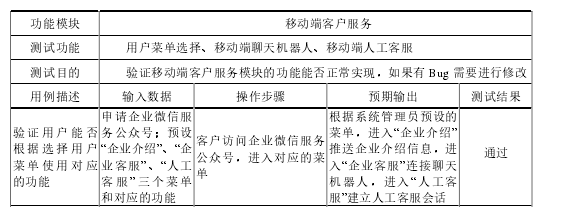 功能模块 移动端客户服务
测试功能 用户菜单选择、移动端聊天机器人、移动端人工客服
测试目的 验证移动端客户服务模块的功能能否正常实现，如果有 Bug 需要进行修改
用例描述 输入数据 操作步骤 预期输出 测试结果
验证用户能否
根据选择用户
菜单使用对应
的功能
申请企业微信服
务公众号；预设
“企业介绍”、“企
业客服”、“人工
客服”三个菜单
和对应的功能
客户访问企业微信服务
公众号，进入对应的菜
单
根据系统管理员预设的
菜单，进入“企业介绍”
推送企业介绍信息，进
入“企业客服”连接聊天
机器人，进入“人工客
服”建立人工客服会话
通过